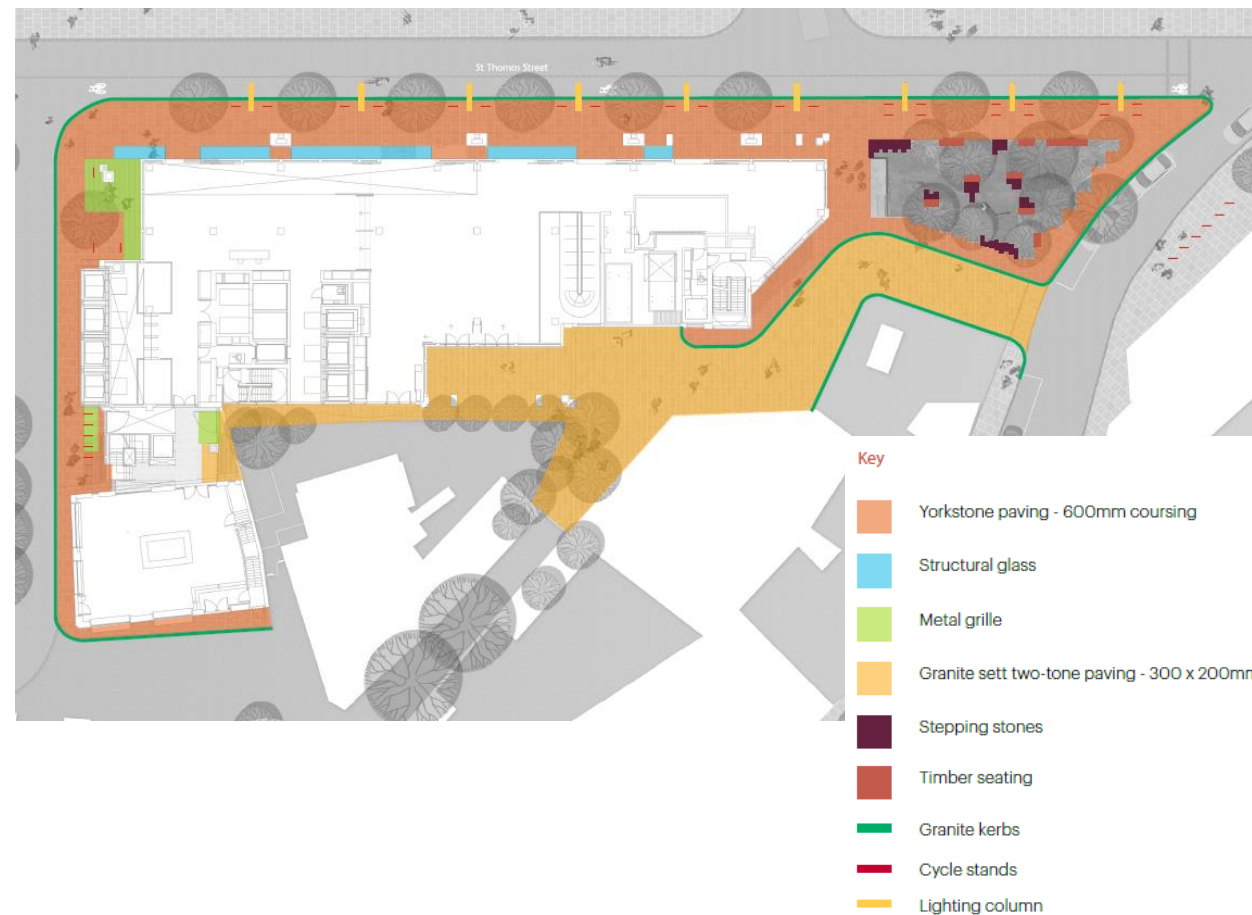 St Thomas Street
Key
Yorkstone paving - 600mm coursing
Structural glass
Metal grille
Granite sett two-tone paving - 300 x 200mm
Stepping stones
Timber seating
Granite kerbs
Cycle stands
Lighting column